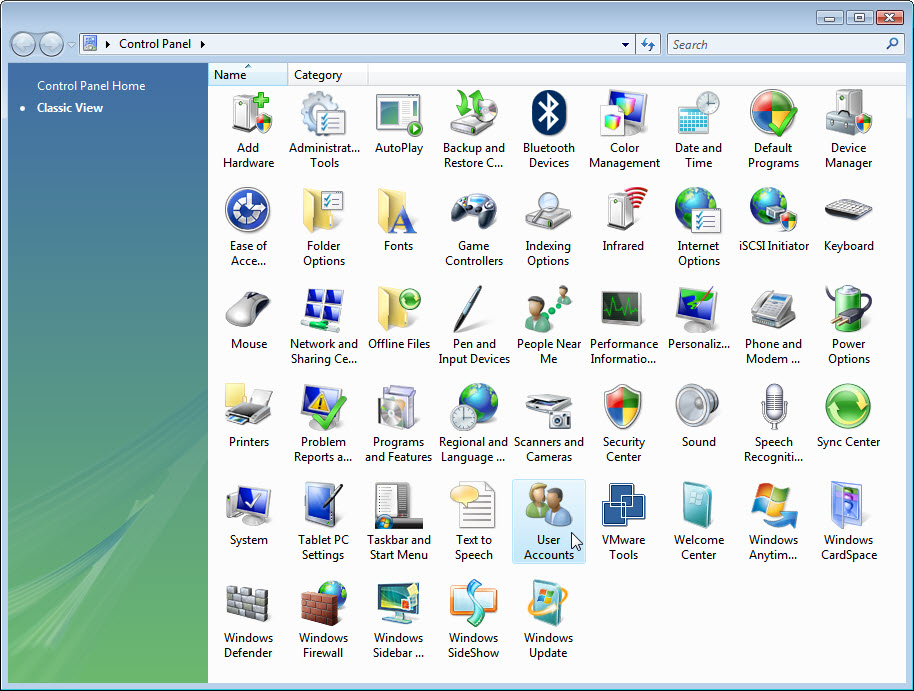 Control Panel
Search
Control Panel Home
Classic View
Name Category
Add Hardware
Administrat... Tools
AutoPlay
Backup and Restore C...
Bluetooth Devices
Color Management
Date and Time
Default Programs
Device Manager
Ease of Acce...
Folder Options
Fonts
Game Controllers
Indexing Options
Infrared
Internet Options
iSCSI Initiator
Keyboard
Mouse
Network and Sharing Ce...
Offline Files
Pen and Input Devices
People Near Me
Performance Informatio...
Personaliz...
Phone and Modem ...
Power Options
Printers
Problem Reports a...
Programs and Features
Regional and Language ...
Scanners and Cameras
Security Center
Sound
Speech Recogniti...
Sync Center
System
Tablet PC Settings
Taskbar and Start Menu
Text to Speech
User Accounts
VMware Tools
Welcome Center
Windows Anytim...
Windows CardSpace
Windows Defender
Windows Firewall
Windows Sidebar ...
Windows SideShow
Windows Update